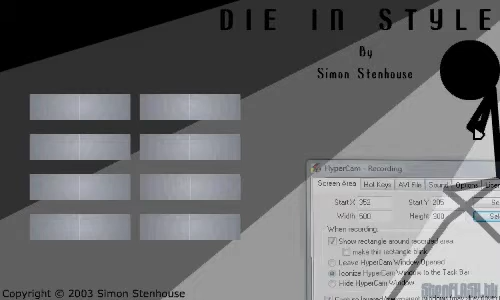 DIE IN STYLE
By
Simon Stenhouse
HyperCam - Recording
Screen Area Hot Keys AVI File Sound Options
Start X 352 Start Y 205
Width 500 Height 300
When recording
Show rectangle around recorded area
make this rectangle blink
Leave HyperCam Window Opened
Iconize HyperCam Window to the Task Bar
Hide HyperCam Window
Copyright © 2003 Simon Stenhouse